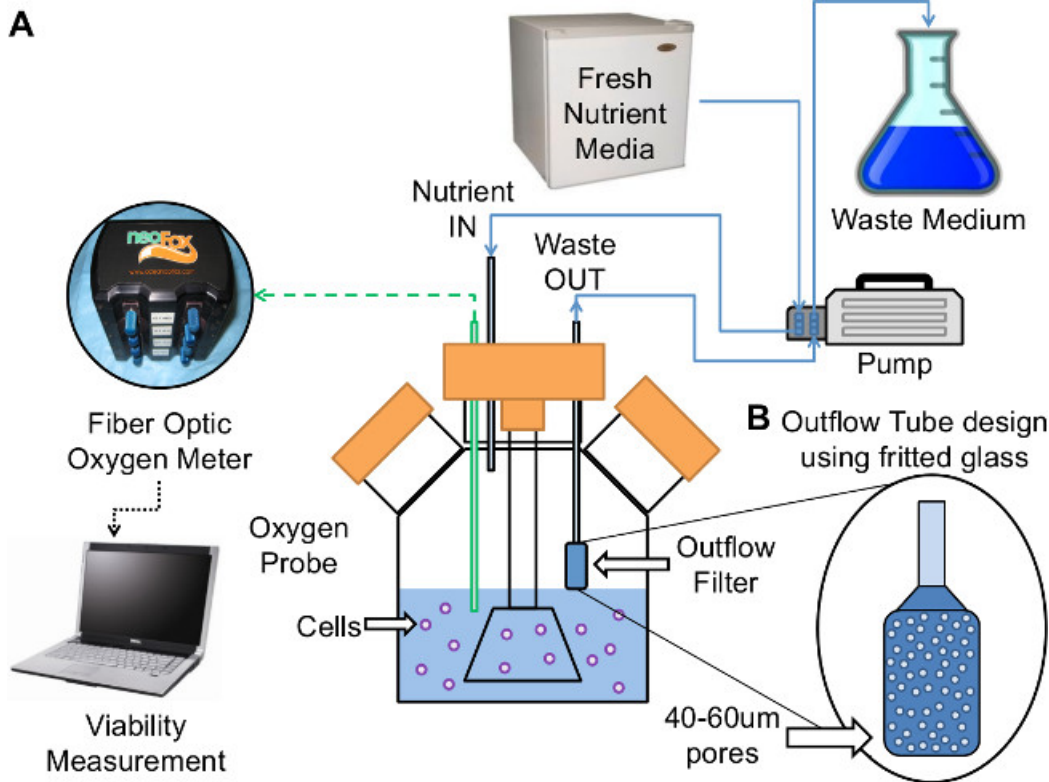 A
Fresh
Nutrient
Media
Waste Medium
Nutrient
IN
Waste
OUT
Pump
neoFox
Fiber Optic
Oxygen Meter
B Outflow Tube design
using fritted glass
Oxygen
Probe
Outflow
Filter
Cells
40-60um
pores
Viability
Measurement